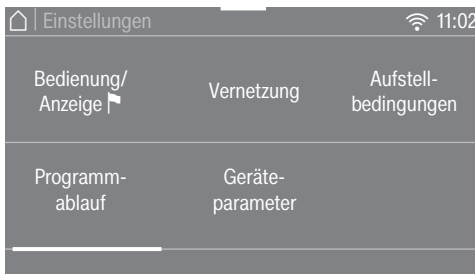 Einstellungen 11:02
Bedienung/
Anzeige
Vernetzung
Aufstell-
bedingungen
Programm-
ablauf
Geräte-
parameter